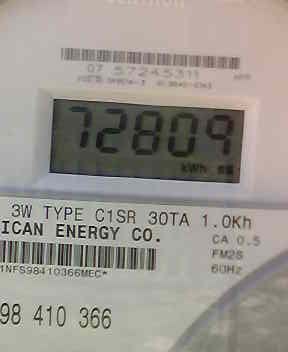 07 57245311
72809
kWh
3W TYPE C1SR 30TA 1.0Kh
ICAN ENERGY CO.
CA 0.5
FM2S
60Hz
1NFS98410366MEC*
98 410 366